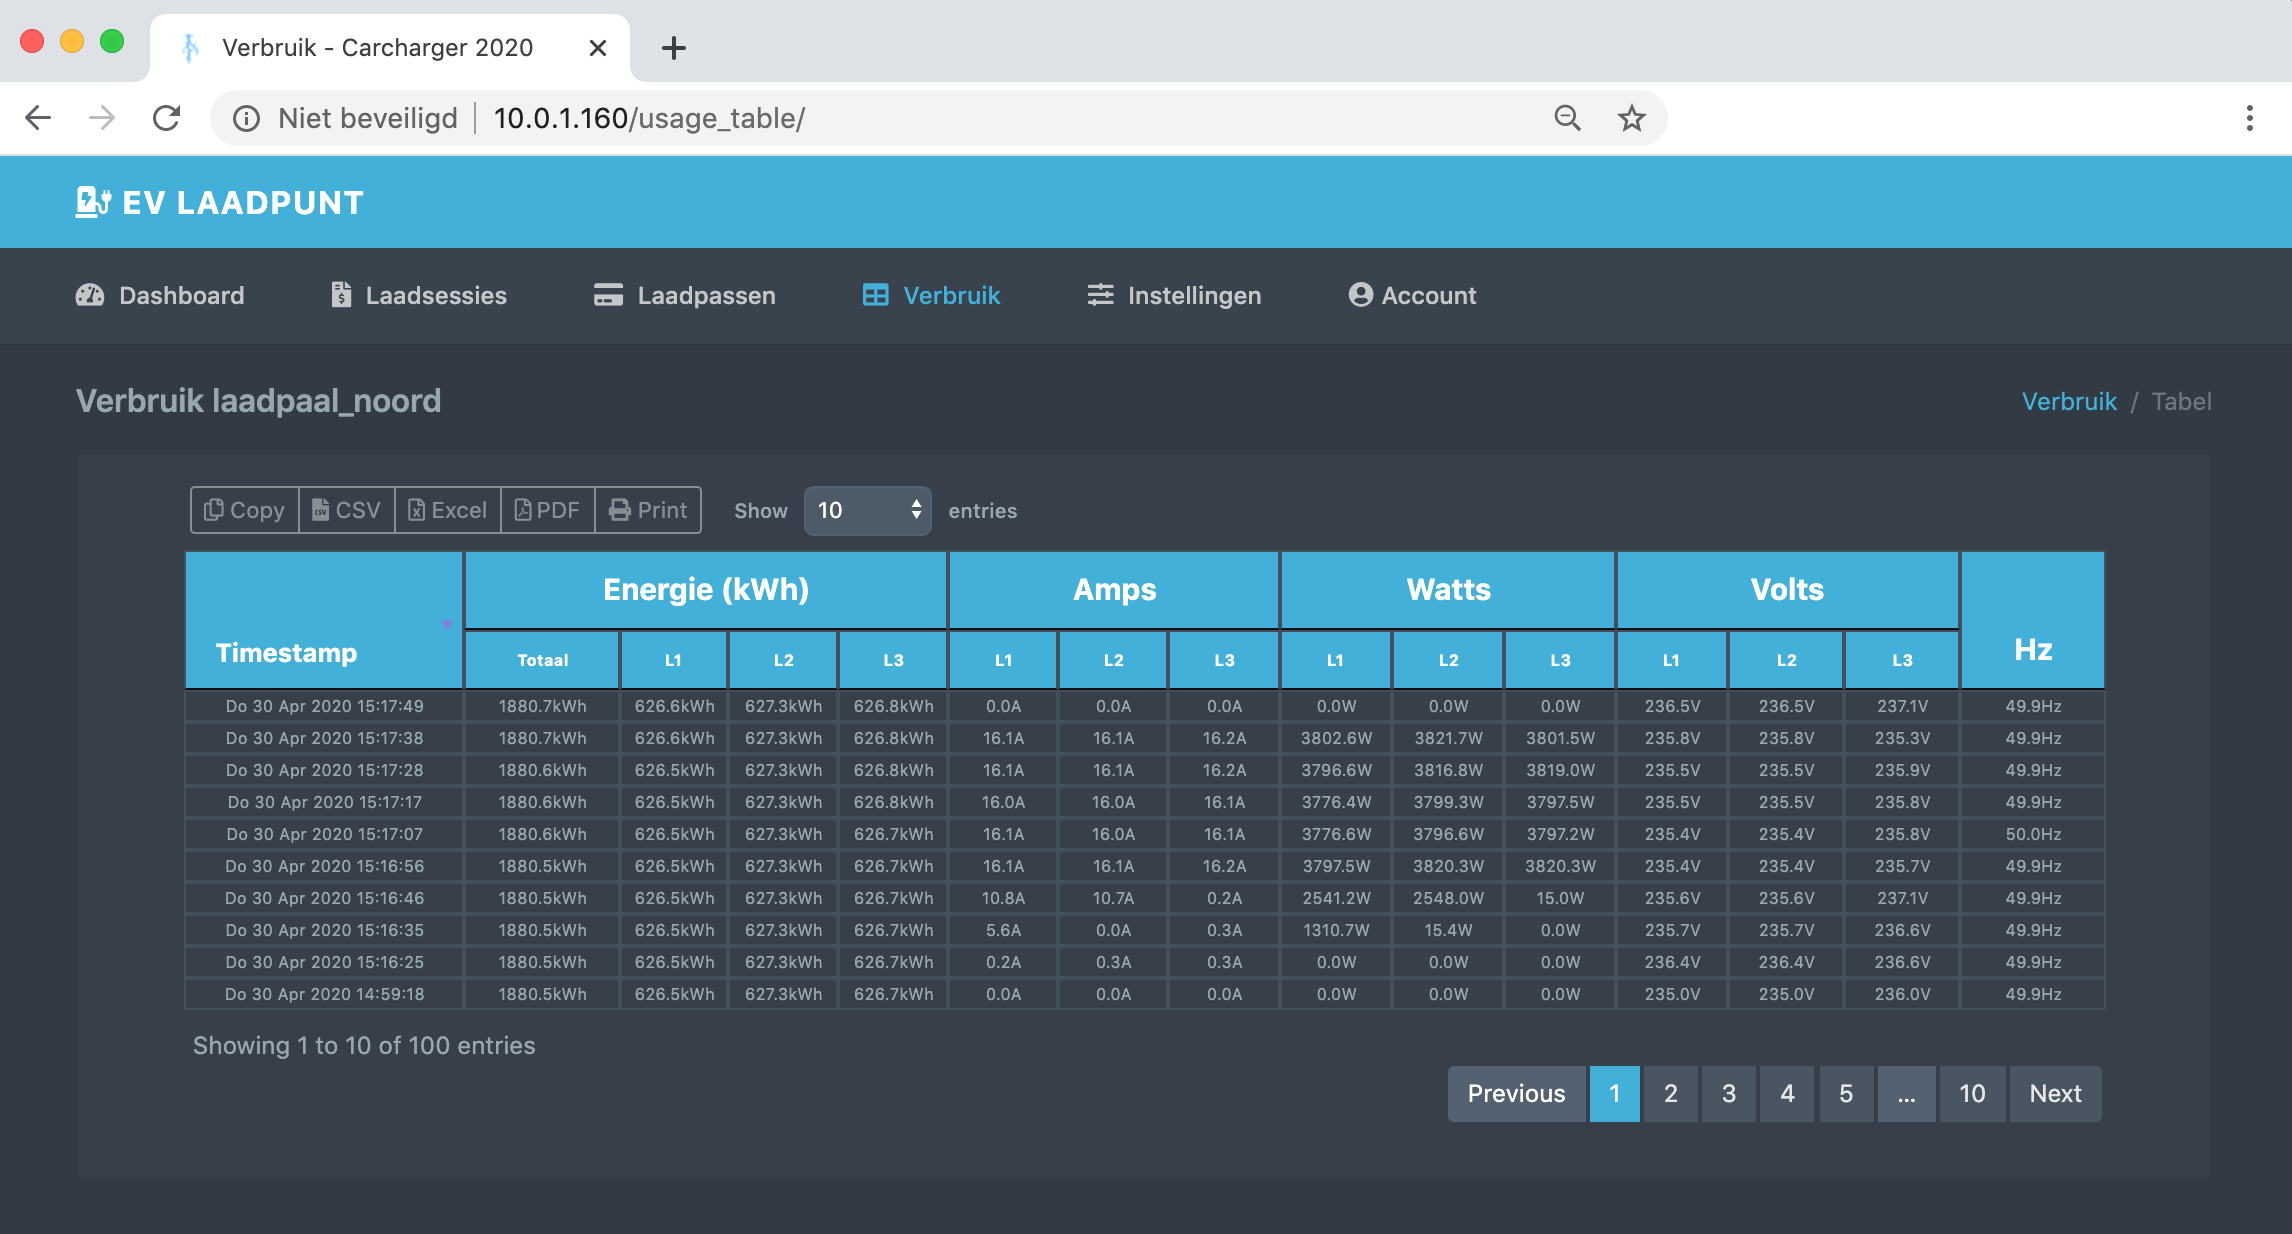 Verbruik - Carcharger 2020
Niet beveiligd 10.0.1.160/usage_table/
EV LAADPUNT
Dashboard Laadsessies Laadpassen Verbruik Instellingen Account
Verbruik laadpaal_noord Verbruik / Tabel
Copy CSV Excel PDF Print Show 10 entries
Timestamp Energie (kWh) Amps Watts Volts Hz
Totaal L1 L2 L3 L1 L2 L3 L1 L2 L3 L1 L2 L3
Do 30 Apr 2020 15:17:49 1880.7kWh 626.6kWh 627.3kWh 626.8kWh 0.0A 0.0A 0.0A 0.0W 0.0W 0.0W 236.5V 236.5V 237.1V 49.9Hz
Do 30 Apr 2020 15:17:38 1880.7kWh 626.6kWh 627.3kWh 626.8kWh 16.1A 16.1A 16.2A 3802.6W 3821.7W 3801.5W 235.8V 235.8V 235.3V 49.9Hz
Do 30 Apr 2020 15:17:28 1880.6kWh 626.5kWh 627.3kWh 626.8kWh 16.1A 16.1A 16.2A 3796.6W 3816.8W 3819.0W 235.5V 235.5V 235.9V 49.9Hz
Do 30 Apr 2020 15:17:17 1880.6kWh 626.5kWh 627.3kWh 626.8kWh 16.0A 16.0A 16.1A 3776.4W 3799.3W 3797.5W 235.5V 235.5V 235.8V 49.9Hz
Do 30 Apr 2020 15:17:07 1880.6kWh 626.5kWh 627.3kWh 626.7kWh 16.1A 16.0A 16.1A 3776.6W 3796.6W 3797.2W 235.4V 235.4V 235.8V 50.0Hz
Do 30 Apr 2020 15:16:56 1880.5kWh 626.5kWh 627.3kWh 626.7kWh 16.1A 16.1A 16.2A 3797.5W 3820.3W 3820.3W 235.4V 235.4V 235.7V 49.9Hz
Do 30 Apr 2020 15:16:46 1880.5kWh 626.5kWh 627.3kWh 626.7kWh 10.8A 10.7A 0.2A 2541.2W 2548.0W 15.0W 235.6V 235.6V 237.1V 49.9Hz
Do 30 Apr 2020 15:16:35 1880.5kWh 626.5kWh 627.3kWh 626.7kWh 5.6A 0.0A 0.3A 1310.7W 15.4W 0.0W 235.7V 235.7V 236.6V 49.9Hz
Do 30 Apr 2020 15:16:25 1880.5kWh 626.5kWh 627.3kWh 626.7kWh 0.2A 0.3A 0.3A 0.0W 0.0W 0.0W 236.4V 236.4V 236.6V 49.9Hz
Do 30 Apr 2020 14:59:18 1880.5kWh 626.5kWh 627.3kWh 626.7kWh 0.0A 0.0A 0.0A 0.0W 0.0W 0.0W 235.0V 235.0V 236.0V 49.9Hz
Showing 1 to 10 of 100 entries
Previous 1 2 3 4 5 ... 10 Next